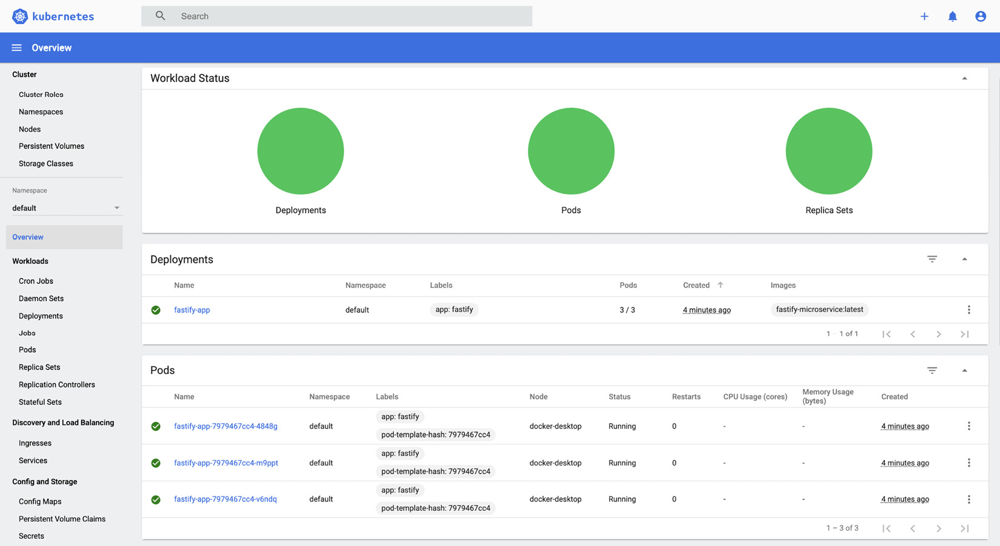 kubernetes
Search
Overview
Cluster
Cluster Roles
Namespaces
Nodes
Persistent Volumes
Storage Classes
Namespace
default
Overview
Workloads
Cron Jobs
Daemon Sets
Deployments
Jobs
Pods
Replica Sets
Replication Controllers
Stateful Sets
Discovery and Load Balancing
Ingresses
Services
Config and Storage
Config Maps
Persistent Volume Claims
Secrets
Workload Status
Deployments Pods Replica Sets
Deployments
Name Namespace Labels Pods Created Images
fastify-app default app: fastify 3 / 3 4 minutes ago fastify-microservice:latest
1 – 1 of 1
Pods
Name Namespace Labels Node Status Restarts CPU Usage (cores) Memory Usage (bytes) Created
fastify-app-7979467cc4-4848g default app: fastify pod-template-hash: 7979467cc4 docker-desktop Running 0 - - 4 minutes ago
fastify-app-7979467cc4-m9ppt default app: fastify pod-template-hash: 7979467cc4 docker-desktop Running 0 - - 4 minutes ago
fastify-app-7979467cc4-v6ndq default app: fastify pod-template-hash: 7979467cc4 docker-desktop Running 0 - - 4 minutes ago
1 – 3 of 3